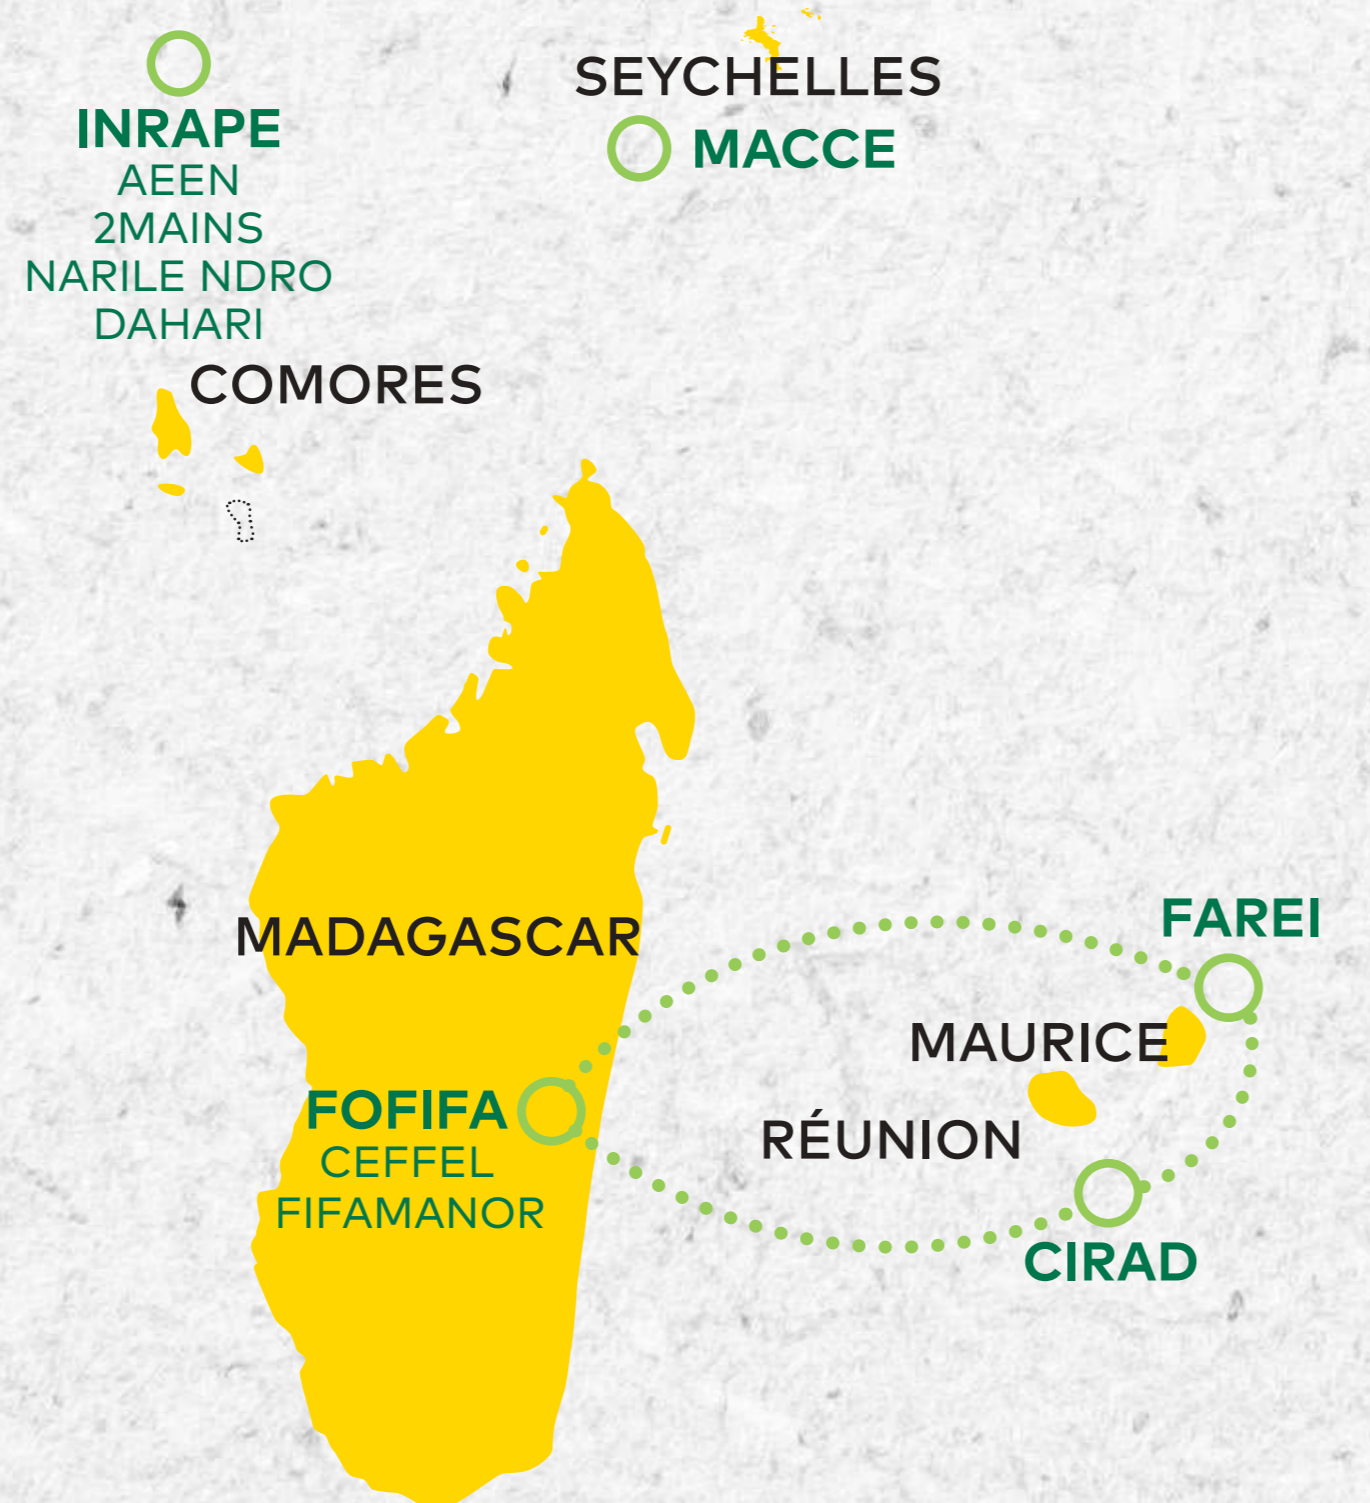 INRAPE
AEEN
2MAINS
NARILE NDRO
DAHARI
SEYCHELLES
MACCE
COMORES
MADAGASCAR
FAREI
MAURICE
FOFIFA
CEFFEL
FIFAMANOR
RÉUNION
CIRAD